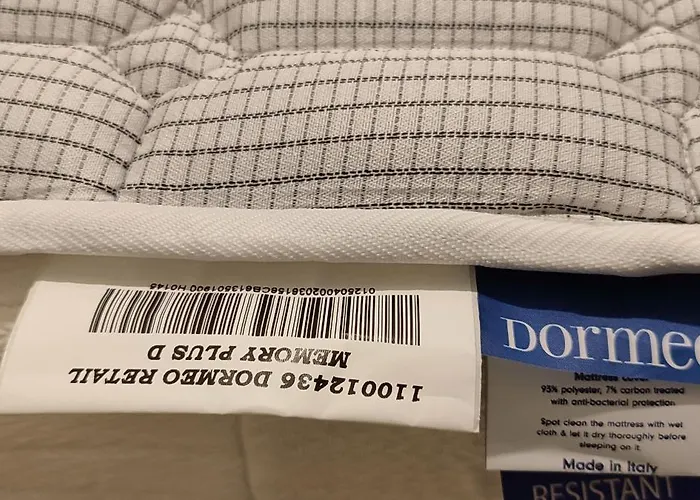 110012436 DORMEO RETAIL
MEMORY PLUS D
Dormeo
Mattress cover
93% polyester, 7% carbon treated
with anti-bacterial protection
Spot clean the mattress with wet
cloth & let it dry thoroughly before
sleeping on it.
Made in Italy
RESISTANT